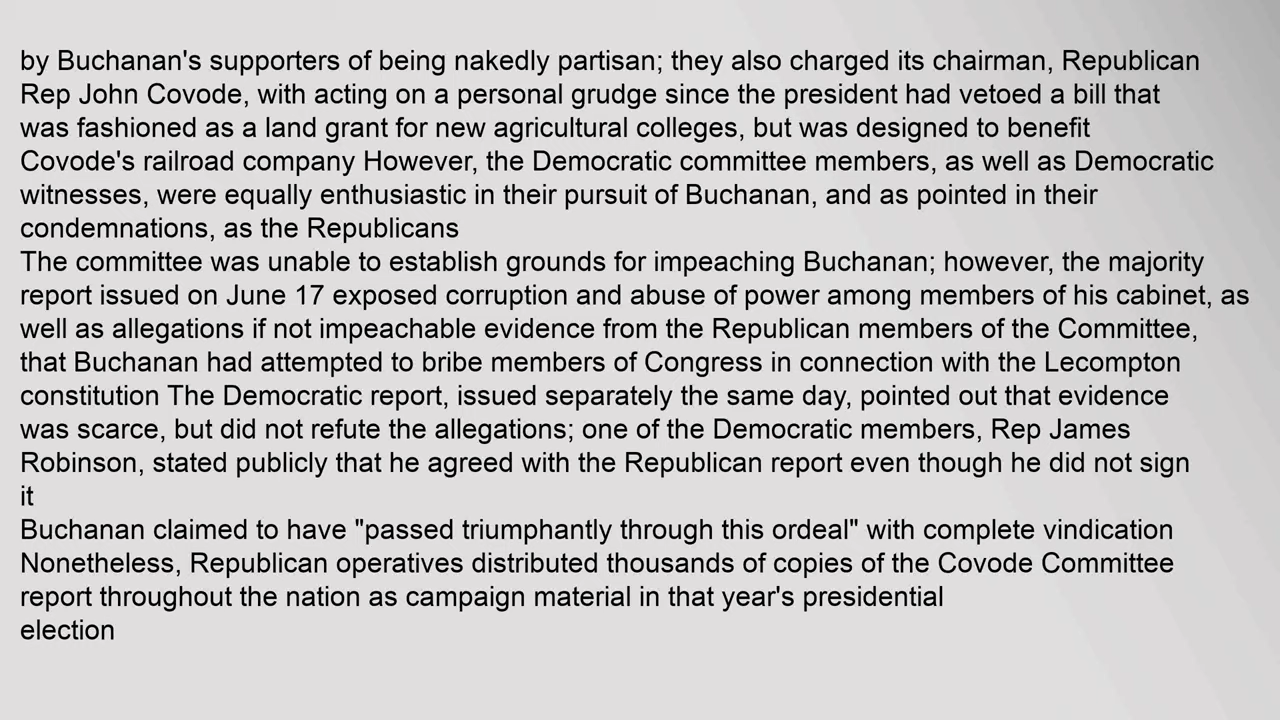 by Buchanan's supporters of being nakedly partisan; they also charged its chairman, Republican
Rep John Covode, with acting on a personal grudge since the president had vetoed a bill that
was fashioned as a land grant for new agricultural colleges, but was designed to benefit
Covode's railroad company However, the Democratic committee members, as well as Democratic
witnesses, were equally enthusiastic in their pursuit of Buchanan, and as pointed in their
condemnations, as the Republicans
The committee was unable to establish grounds for impeaching Buchanan; however, the majority
report issued on June 17 exposed corruption and abuse of power among members of his cabinet, as
well as allegations if not impeachable evidence from the Republican members of the Committee,
that Buchanan had attempted to bribe members of Congress in connection with the Lecompton
constitution The Democratic report, issued separately the same day, pointed out that evidence
was scarce, but did not refute the allegations; one of the Democratic members, Rep James
Robinson, stated publicly that he agreed with the Republican report even though he did not sign
it
Buchanan claimed to have "passed triumphantly through this ordeal" with complete vindication
Nonetheless, Republican operatives distributed thousands of copies of the Covode Committee
report throughout the nation as campaign material in that year's presidential
election